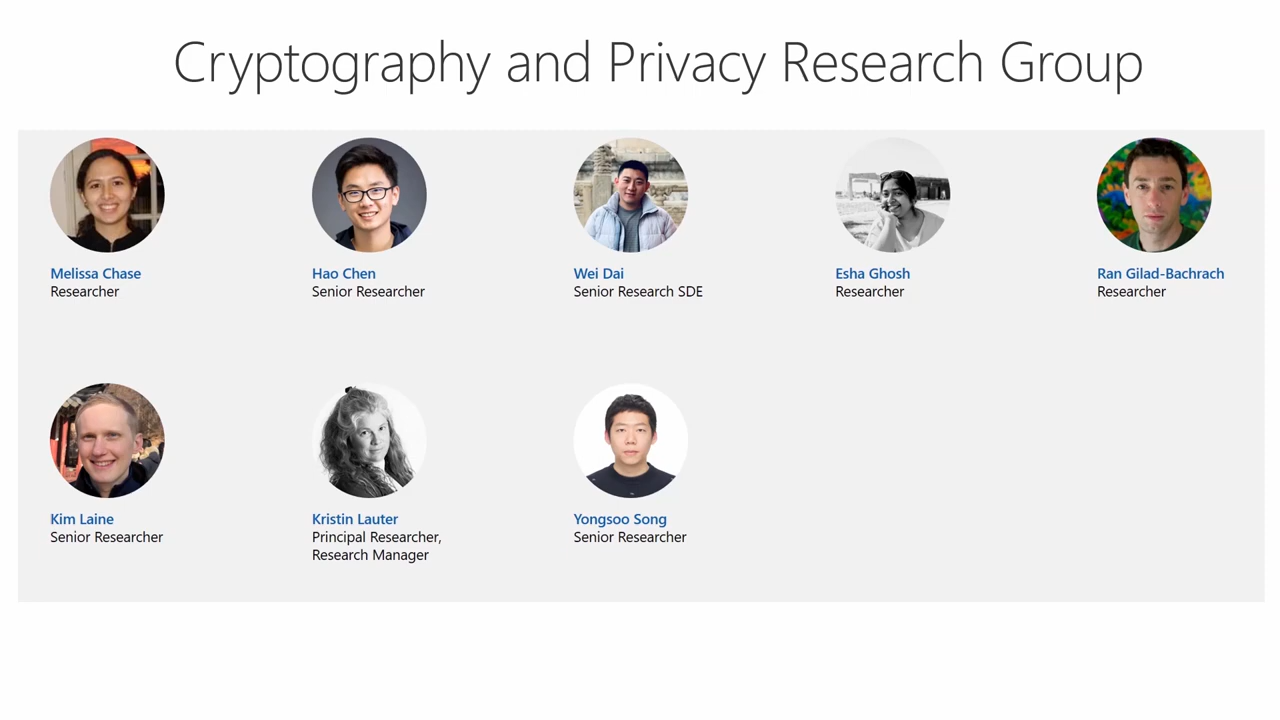 Cryptography and Privacy Research Group
Melissa Chase
Researcher
Hao Chen
Senior Researcher
Wei Dai
Senior Research SDE
Esha Ghosh
Researcher
Ran Gilad-Bachrach
Researcher
Kim Laine
Senior Researcher
Kristin Lauter
Principal Researcher,
Research Manager
Yongsoo Song
Senior Researcher